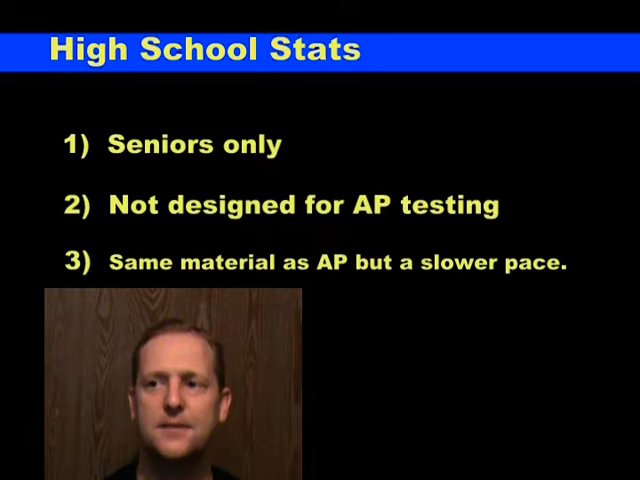 High School Stats
1) Seniors only
2) Not designed for AP testing
3) Same material as AP but a slower pace.